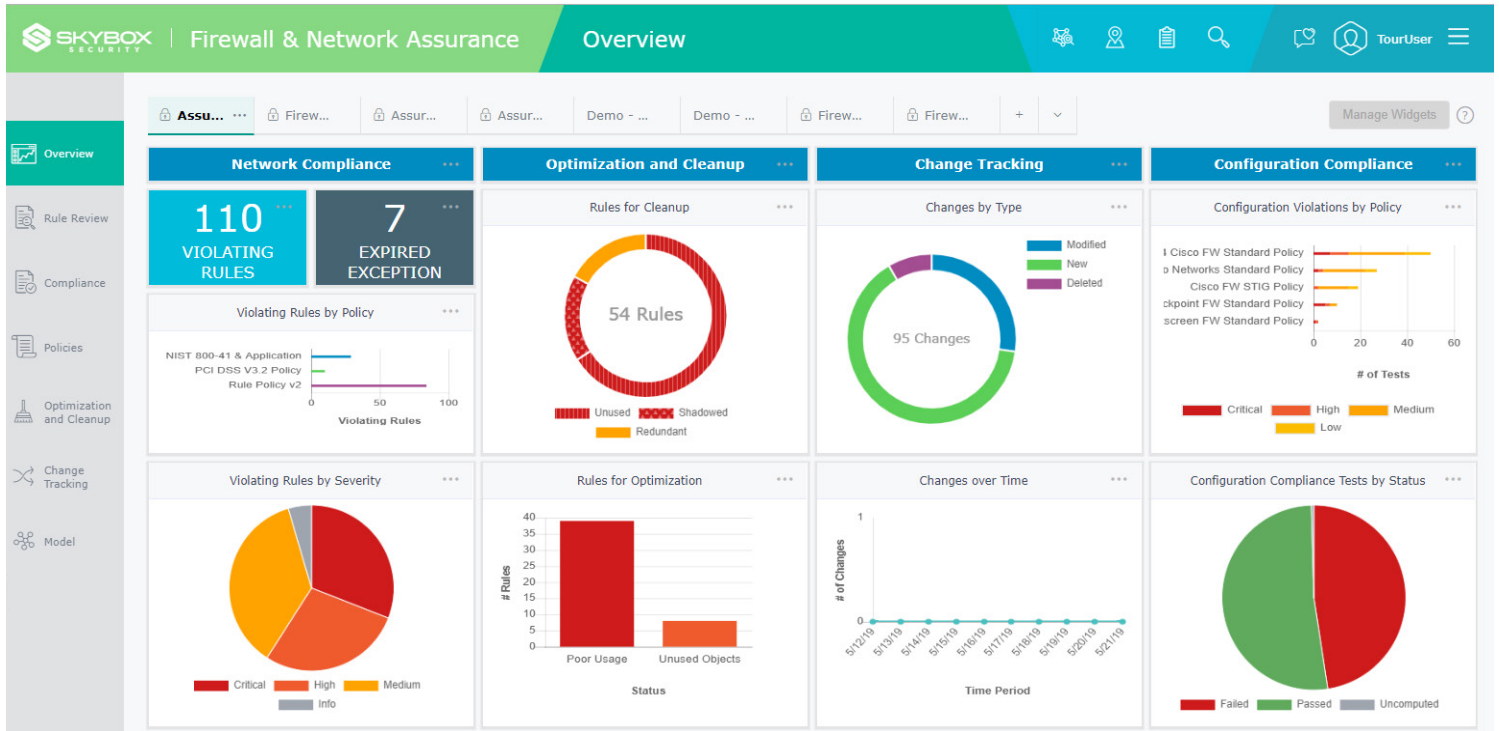 SKYBOX
SECURITY
Firewall & Network Assurance
Overview
TourUser
Assu... ···
Firew...
Assur...
Assur...
Demo - ...
Demo - ...
Firew...
Firew...
+
Manage Widgets
?
Overview
Rule Review
Compliance
Policies
Optimization
and Cleanup
Change
Tracking
Model
Network Compliance ···
110 ···
VIOLATING
RULES
7 ···
EXPIRED
EXCEPTION
Violating Rules by Policy ···
NIST 800-41 & Application
PCI DSS V3.2 Policy
Rule Policy v2
0 50 100
Violating Rules
Violating Rules by Severity ···
Critical High Medium
Info
Optimization and Cleanup ···
Rules for Cleanup ···
54 Rules
Unused Shadowed
Redundant
Rules for Optimization ···
40
35
30
25
20
15
10
5
0
# Rules
Poor Usage Unused Objects
Status
Change Tracking ···
Changes by Type ···
Modified
New
Deleted
95 Changes
Changes over Time ···
1
0
# of Changes
5/12/19 5/13/19 5/14/19 5/15/19 5/16/19 5/17/19 5/18/19 5/19/19 5/20/19 5/21/19
Time Period
Configuration Compliance ···
Configuration Violations by Policy ···
Cisco FW Standard Policy
Networks Standard Policy
Cisco FW STIG Policy
ckpoint FW Standard Policy
screen FW Standard Policy
0 20 40 60
# of Tests
Critical High Medium
Low
Configuration Compliance Tests by Status ···
Failed Passed Uncomputed